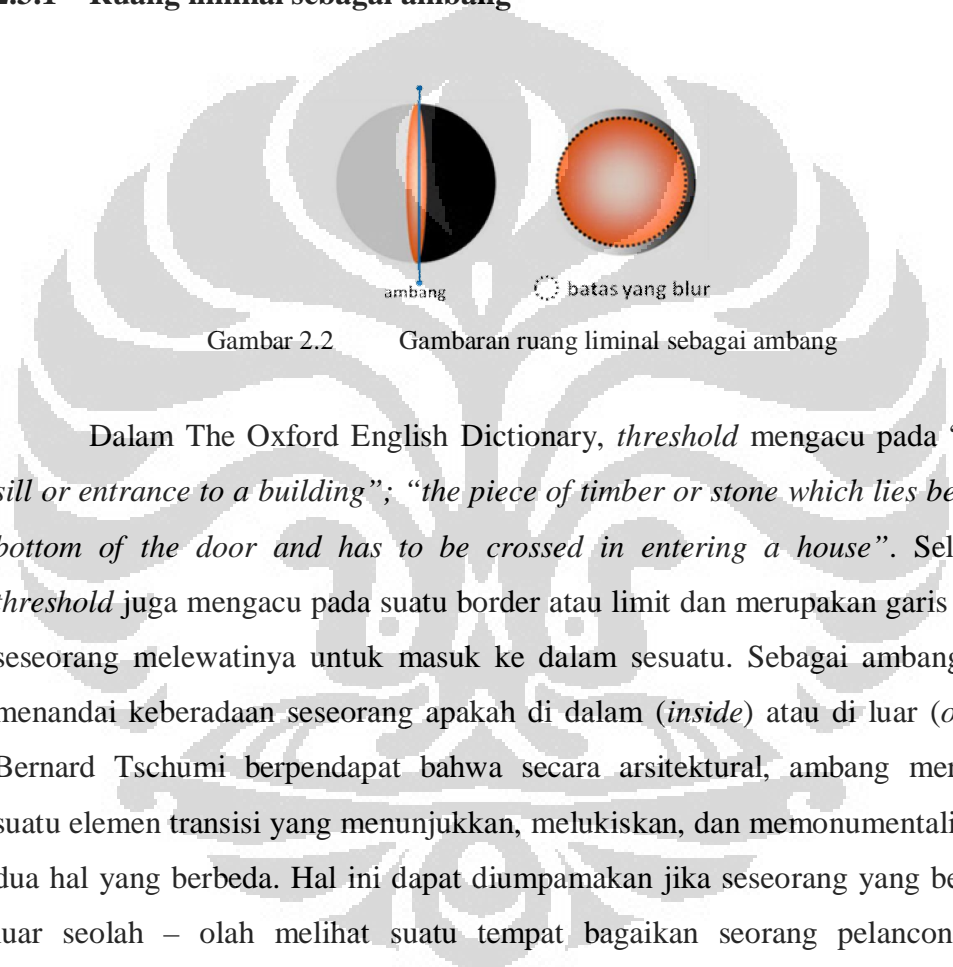 2.3.1 Ruang liminal sebagai ambang
ambang
batas yang blur
Gambar 2.2 Gambaran ruang liminal sebagai ambang
Dalam The Oxford English Dictionary, threshold mengacu pada “
sill or entrance to a building”; “the piece of timber or stone which lies be
bottom of the door and has to be crossed in entering a house”. Sel
threshold juga mengacu pada suatu border atau limit dan merupakan garis
seseorang melewatinya untuk masuk ke dalam sesuatu. Sebagai ambang
menandai keberadaan seseorang apakah di dalam (inside) atau di luar (o
Bernard Tschumi berpendapat bahwa secara arsitektural, ambang mer
suatu elemen transisi yang menunjukkan, melukiskan, dan memonumentali
dua hal yang berbeda. Hal ini dapat diumpamakan jika seseorang yang be
luar seolah – olah melihat suatu tempat bagaikan seorang pelancon